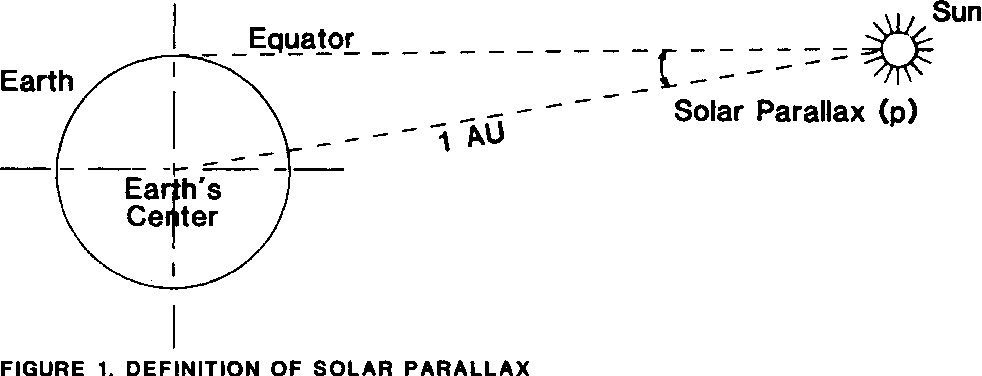 Sun
Equator
Earth
Solar Parallax (p)
1 AU
Earth's
Center
FIGURE 1. DEFINITION OF SOLAR PARALLAX